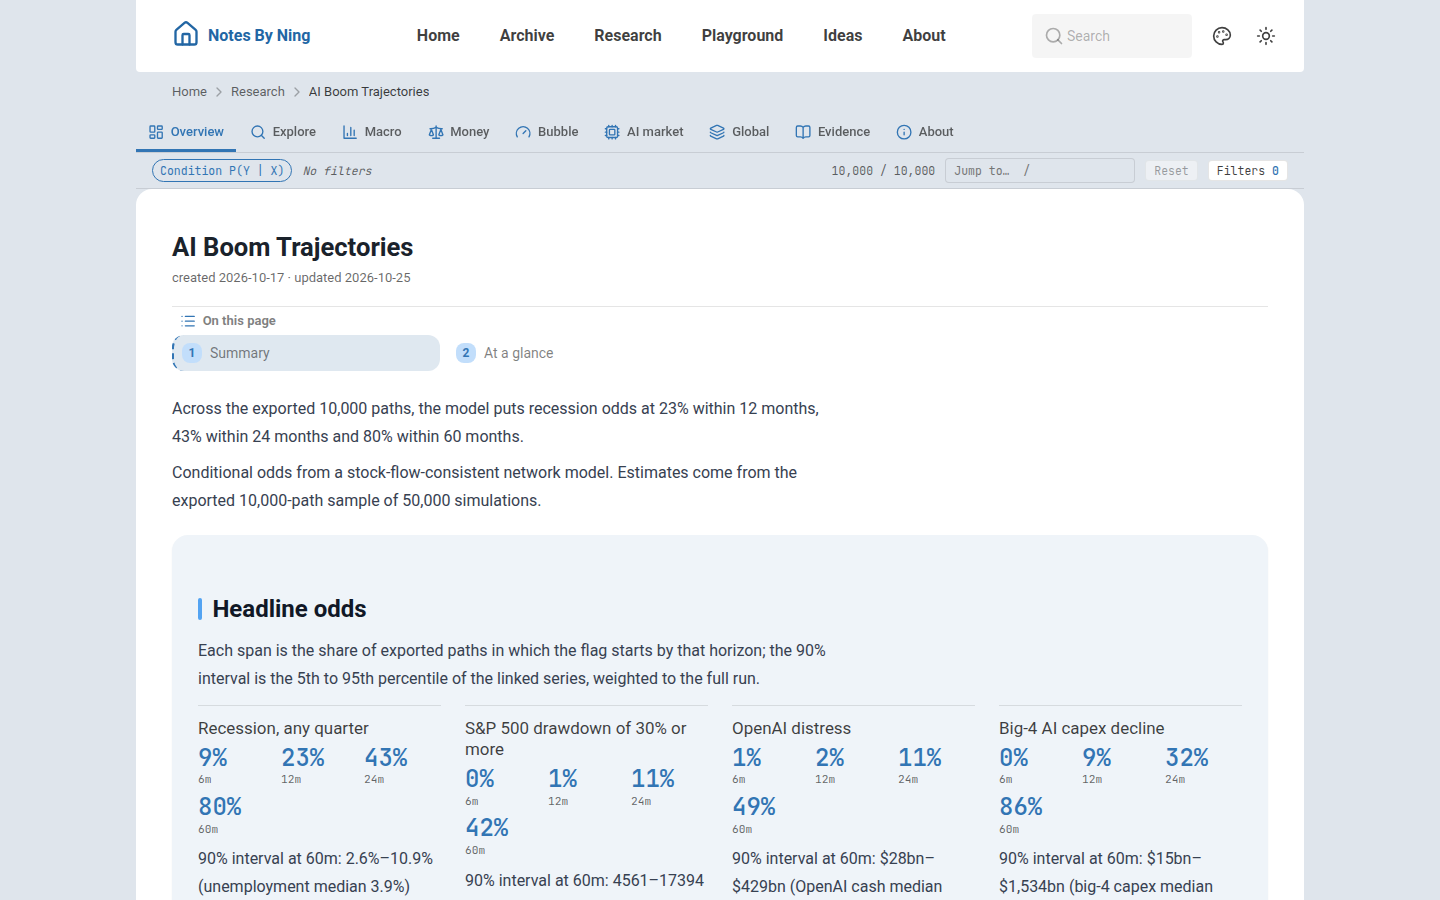 Notes By Ning
Home Archive Research Playground Ideas About
Search
Home > Research > AI Boom Trajectories
Overview Explore Macro Money Bubble AI market Global Evidence About
Condition P(Y | X) No filters 10,000 / 10,000 Jump to… / Reset Filters 0
AI Boom Trajectories
created 2026-10-17 · updated 2026-10-25
On this page
1 Summary 2 At a glance
Across the exported 10,000 paths, the model puts recession odds at 23% within 12 months,
43% within 24 months and 80% within 60 months.
Conditional odds from a stock-flow-consistent network model. Estimates come from the
exported 10,000-path sample of 50,000 simulations.
Headline odds
Each span is the share of exported paths in which the flag starts by that horizon; the 90%
interval is the 5th to 95th percentile of the linked series, weighted to the full run.
Recession, any quarter
9% 23% 43%
6m 12m 24m
80%
60m
90% interval at 60m: 2.6%–10.9%
(unemployment median 3.9%)
S&P 500 drawdown of 30% or
more
0% 1% 11%
6m 12m 24m
42%
60m
90% interval at 60m: 4561–17394
OpenAI distress
1% 2% 11%
6m 12m 24m
49%
60m
90% interval at 60m: $28bn–
$429bn (OpenAI cash median
Big-4 AI capex decline
0% 9% 32%
6m 12m 24m
86%
60m
90% interval at 60m: $15bn–
$1,534bn (big-4 capex median